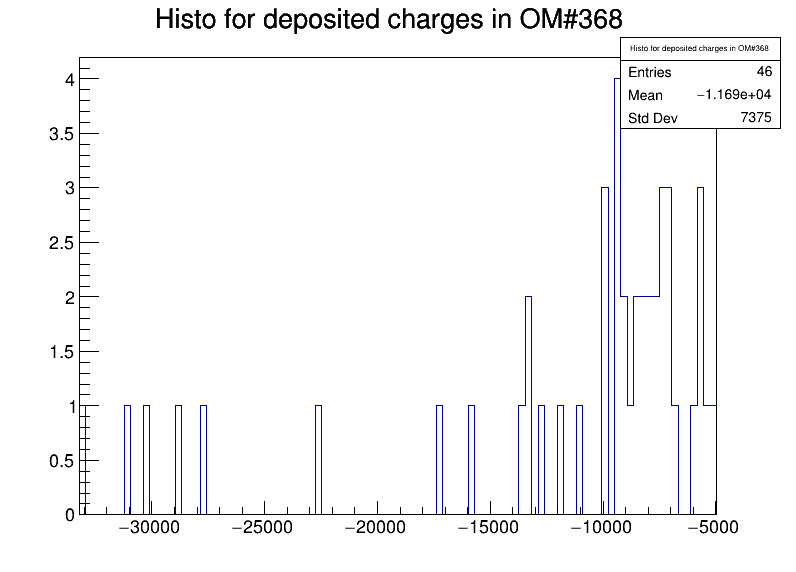 Histo for deposited charges in OM#368
Histo for deposited charges in OM#368
Entries 46
Mean −1.169e+04
Std Dev 7375
4
3.5
3
2.5
2
1.5
1
0.5
0
−30000 −25000 −20000 −15000 −10000 −5000